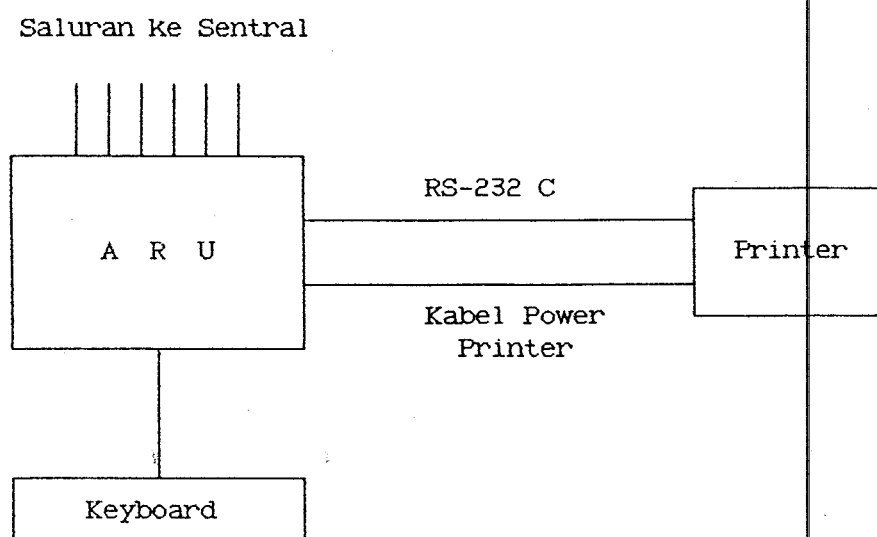 Saluran Ke Sentral
RS-232 C
A R U
Printer
Kabel Power
Printer
Keyboard